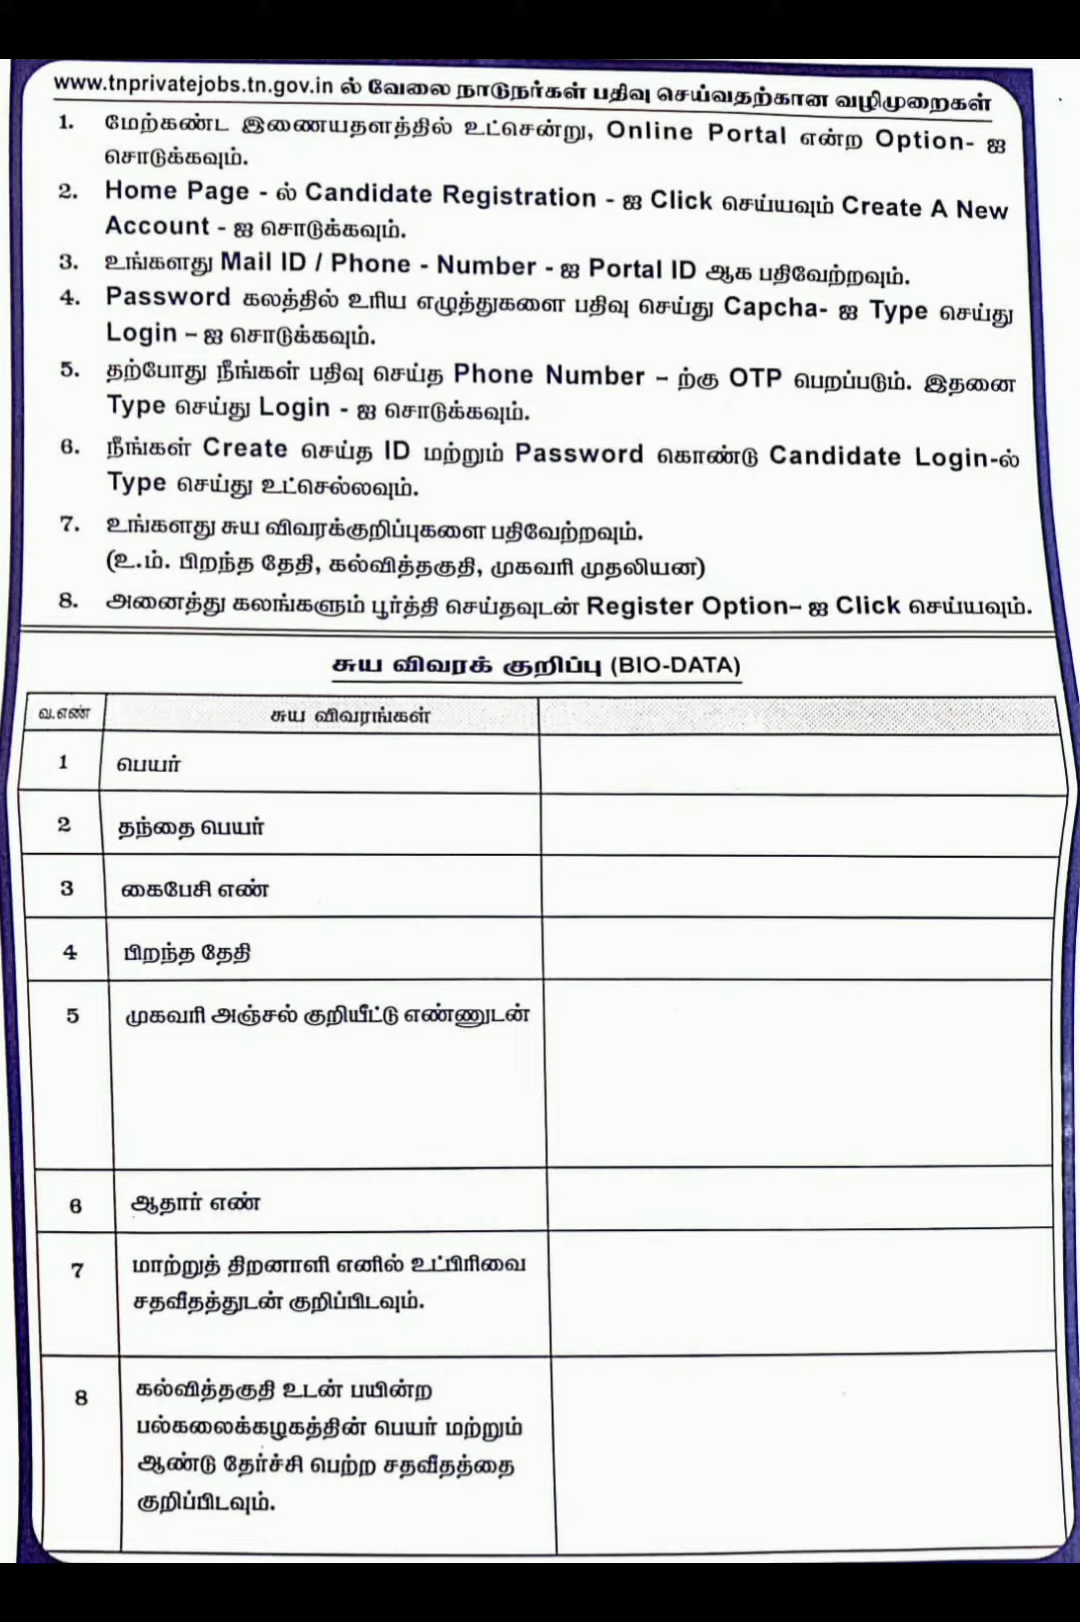 www.tnprivatejobs.tn.gov.in ல் வேலை நாடுநர்கள் பதிவு செய்வதற்கான வழிமுறைகள்
1. மேற்கண்ட இணையதளத்தில் உட்சென்று, Online Portal என்ற Option- ஐ
சொடுக்கவும்.
2. Home Page - ல் Candidate Registration - ஐ Click செய்யவும் Create A New
Account - ஐ சொடுக்கவும்.
3. உங்களது Mail ID / Phone - Number - ஐ Portal ID ஆக பதிவேற்றவும்.
4. Password கலத்தில் உரிய எழுத்துகளை பதிவு செய்து Capcha- ஐ Type செய்து
Login – ஐ சொடுக்கவும்.
5. தற்போது நீங்கள் பதிவு செய்த Phone Number – ற்கு OTP பெறப்படும். இதனை
Type செய்து Login - ஐ சொடுக்கவும்.
6. நீங்கள் Create செய்த ID மற்றும் Password கொண்டு Candidate Login-ல்
Type செய்து உட்செல்லவும்.
7. உங்களது சுய விவரக்குறிப்புகளை பதிவேற்றவும்.
(உ.ம். பிறந்த தேதி, கல்வித்தகுதி, முகவரி முதலியன)
8. அனைத்து கலங்களும் பூர்த்தி செய்தவுடன் Register Option– ஐ Click செய்யவும்.
சுய விவரக் குறிப்பு (BIO-DATA)
வ.எண் சுய விவரங்கள்
1 பெயர்
2 தந்தை பெயர்
3 கைபேசி எண்
4 பிறந்த தேதி
5 முகவரி அஞ்சல் குறியீட்டு எண்ணுடன்
6 ஆதார் எண்
7 மாற்றுத் திறனாளி எனில் உட்பிரிவை
சதவீதத்துடன் குறிப்பிடவும்.
8 கல்வித்தகுதி உடன் பயின்ற
பல்கலைக்கழகத்தின் பெயர் மற்றும்
ஆண்டு தேர்ச்சி பெற்ற சதவீதத்தை
குறிப்பிடவும்.